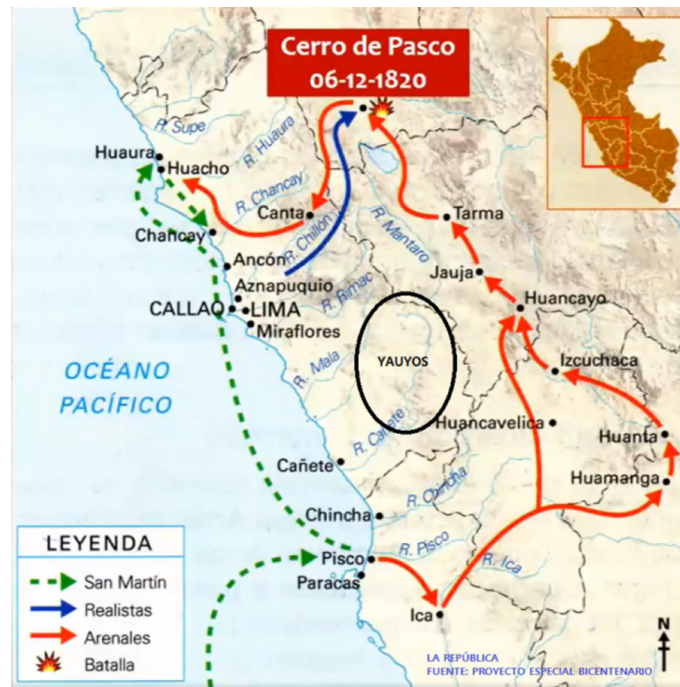 Cerro de Pasco
06-12-1820
R. Supe
R. Huaura
Huaura
Huacho
R. Chancay
Canta
R. Chillón
Chancay
Ancón
Aznapuquio
R. Rimac
CALLAO
LIMA
Miraflores
R. Mantaro
Tarma
Jauja
Huancayo
YAUYOS
Izcuchaca
OCÉANO
PACÍFICO
R. Mala
R. Cañete
Huancavelica
Huanta
Cañete
R. Chincha
Huamanga
Chincha
R. Pisco
Pisco
Paracas
R. Ica
Ica
LEYENDA
San Martín
Realistas
Arenales
Batalla
N
LA REPÚBLICA
FUENTE: PROYECTO ESPECIAL BICENTENARIO